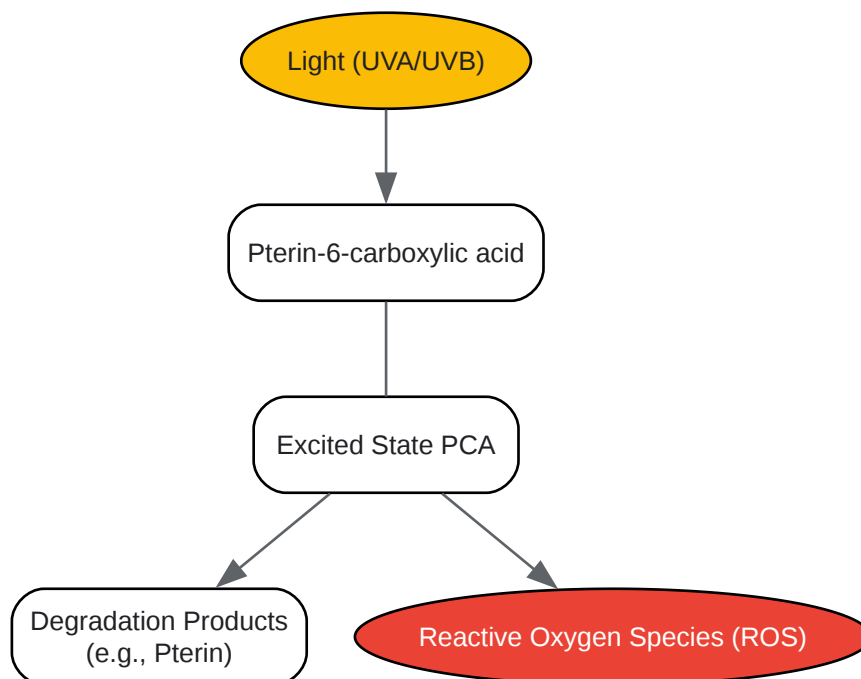 Light (UVA/UVB)
Pterin-6-carboxylic acid
Excited State PCA
Degradation Products
(e.g., Pterin)
Reactive Oxygen Species (ROS)